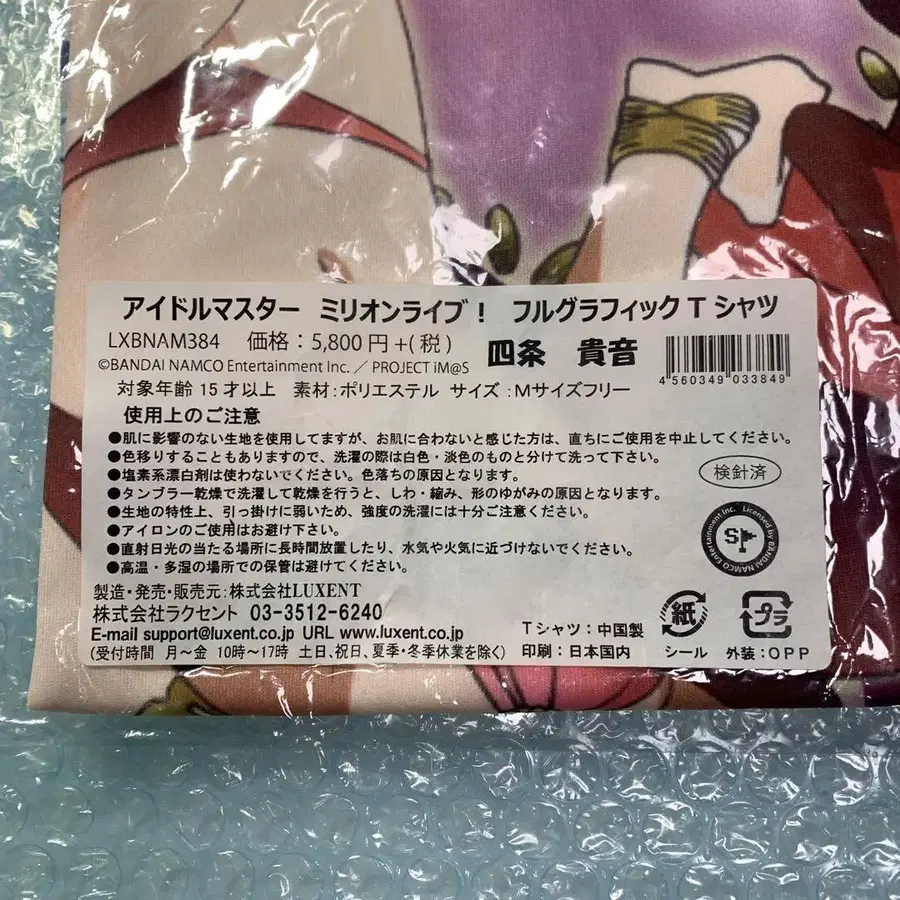 アイドルマスター ミリオンライブ! フルグラフィックTシャツ
LXBNAM384 価格:5,800円+(税) 四条 貴音
©BANDAI NAMCO Entertainment Inc. / PROJECT iM@S
4 560349 033849
対象年齢15才以上 素材:ポリエステル サイズ:Mサイズフリー
使用上のご注意
●肌に影響のない生地を使用してますが、お肌に合わないと感じた方は、直ちにご使用を中止してください。
●色移りすることもありますので、洗濯の際は白色・淡色のものと分けて洗って下さい。
●塩素系漂白剤は使わないでください。色落ちの原因となります。
●タンブラー乾燥で洗濯して乾燥を行うと、しわ・縮み、形のゆがみの原因となります。
●生地の特性上、引っ掛けに弱いため、強度の洗濯には十分ご注意ください。
●アイロンのご使用はお避け下さい。
●直射日光の当たる場所に長時間放置したり、水気や火気に近づけないでください。
●高温・多湿の場所での保管は避けてください。
検針済
Licensed by BANDAI NAMCO Entertainment Inc.
製造・発売・販売元:株式会社LUXENT
株式会社ラクセント 03-3512-6240
E-mail support@luxent.co.jp URL www.luxent.co.jp
(受付時間 月~金 10時~17時 土日、祝日、夏季・冬季休業を除く)
Tシャツ:中国製
印刷:日本国内
紙
シール
プラ
外装:OPP